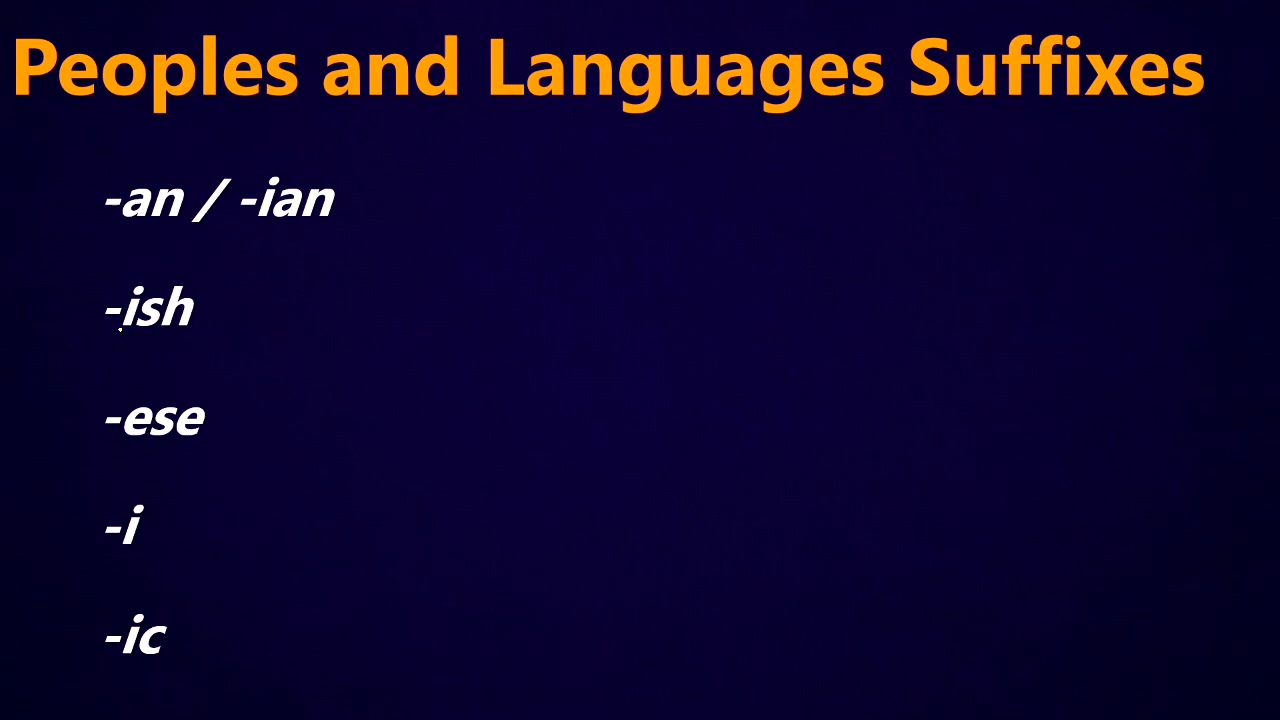 Peoples and Languages Suffixes
-an / -ian
-ish
-ese
-i
-ic